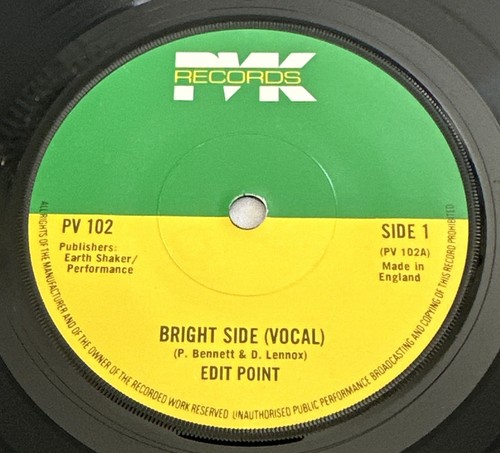 PVK
RECORDS
PV 102
Publishers:
Earth Shaker/
Performance
SIDE 1
(PV 102A)
Made in
England
BRIGHT SIDE (VOCAL)
(P. Bennett & D. Lennox)
EDIT POINT
ALL RIGHTS OF THE MANUFACTURER AND OF THE OWNER OF THE RECORDED WORK RESERVED UNAUTHORISED PUBLIC PERFORMANCE BROADCASTING AND COPYING OF THIS RECORD PROHIBITED